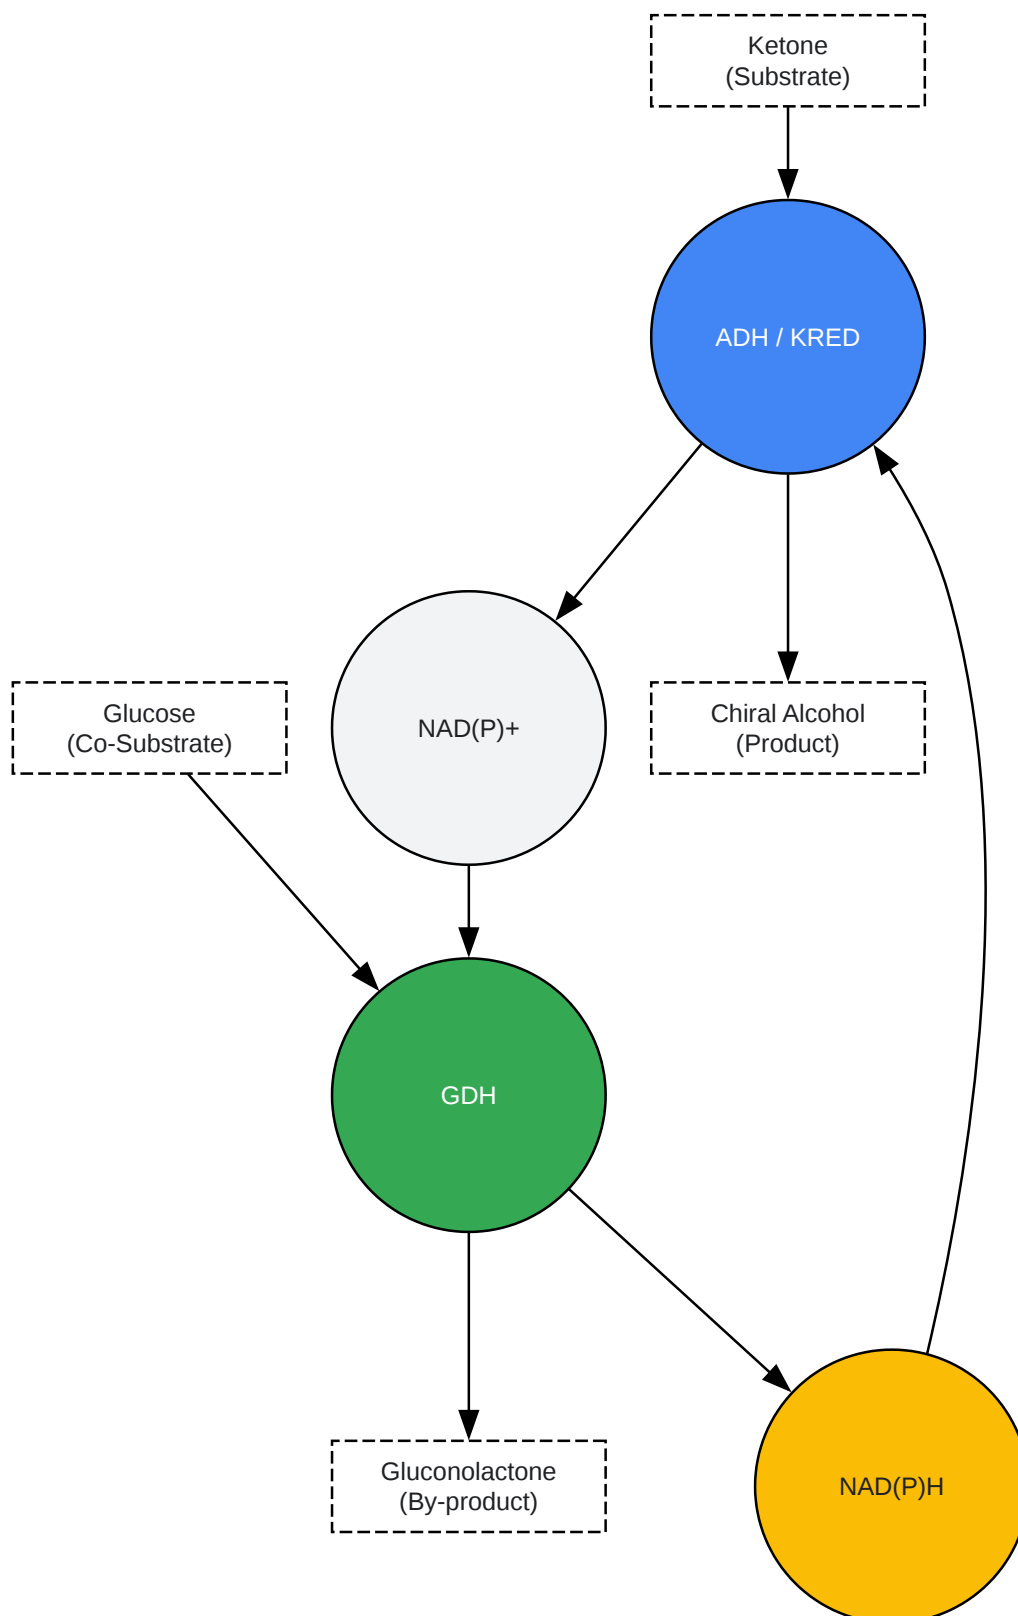 Ketone
(Substrate)
ADH / KRED
Glucose
(Co-Substrate)
NAD(P)+
Chiral Alcohol
(Product)
GDH
Gluconolactone
(By-product)
NAD(P)H